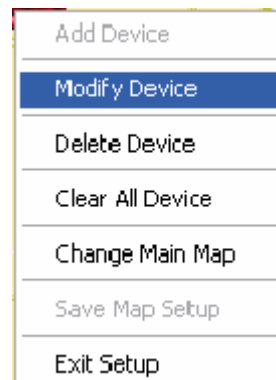 Add Device
Modify Device
Delete Device
Clear All Device
Change Main Map
Save Map Setup
Exit Setup